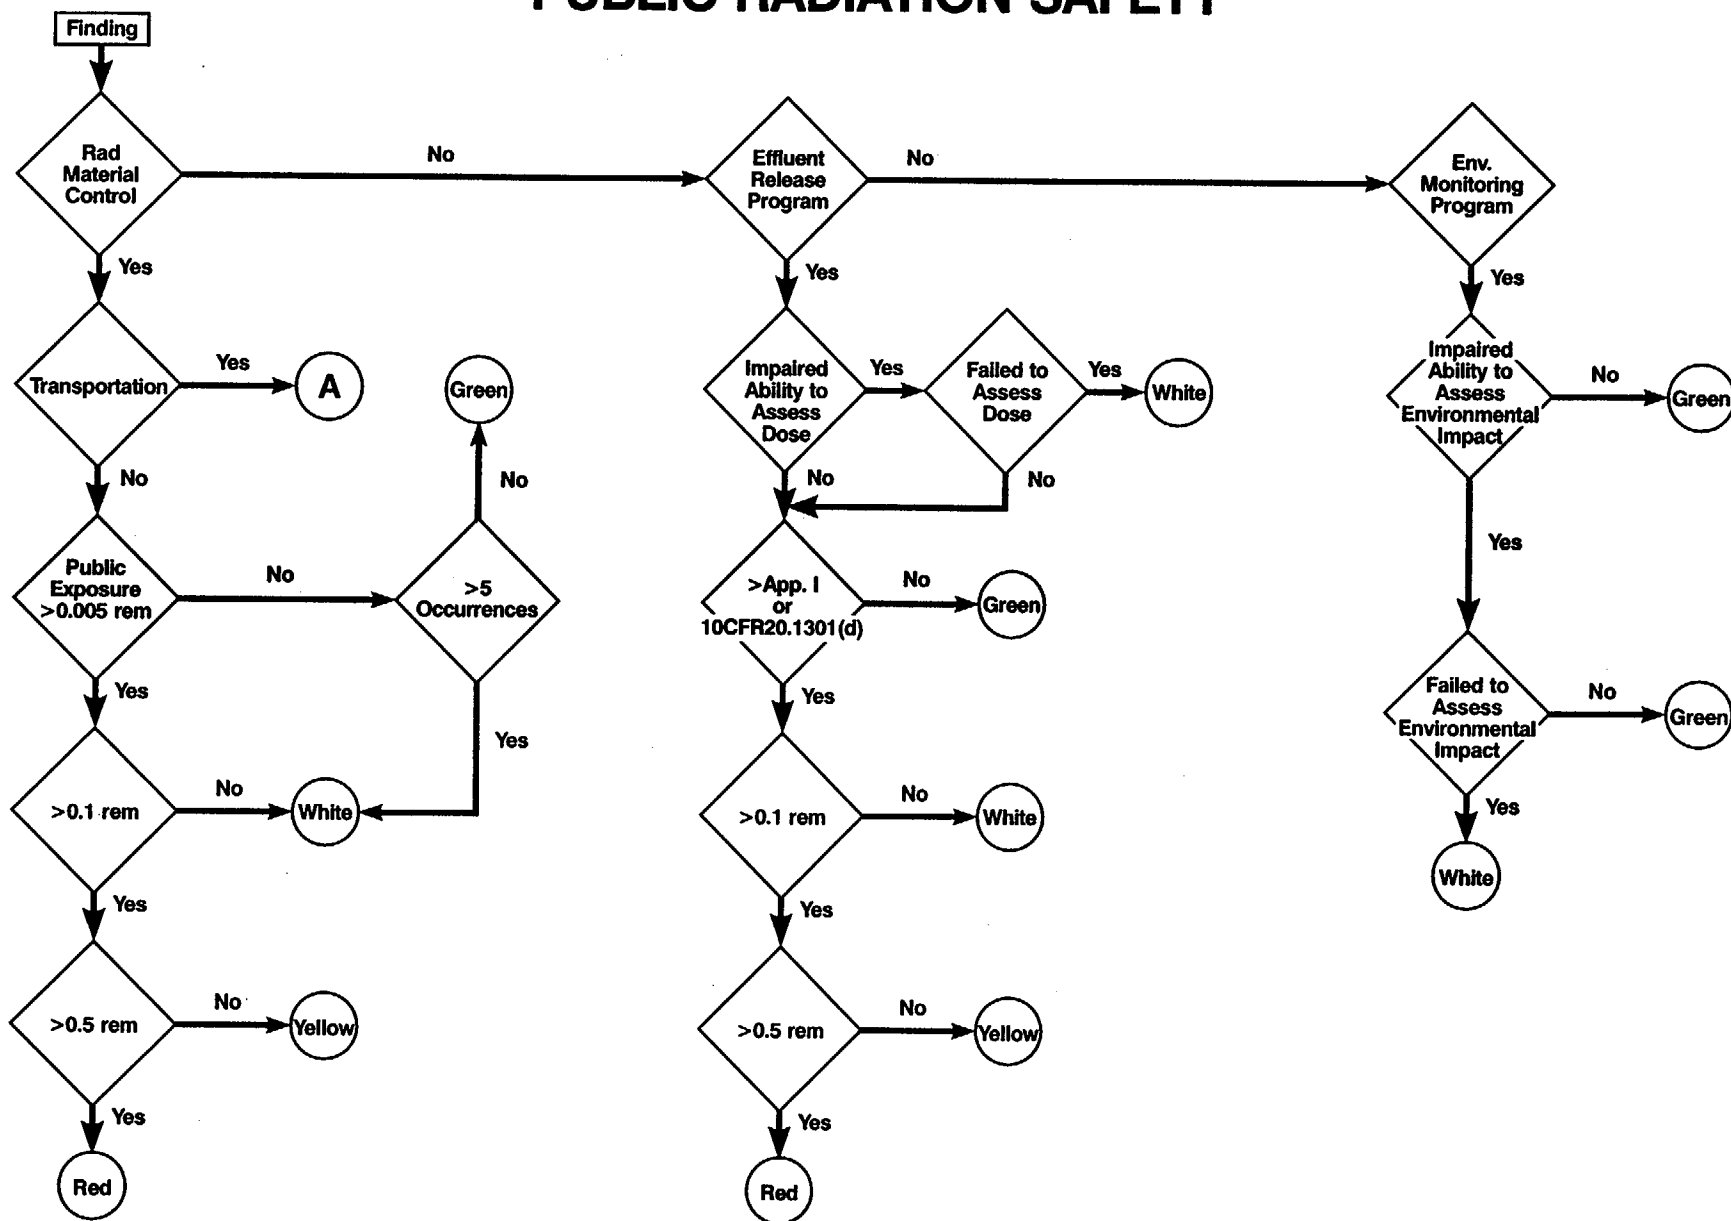 PUBLIC RADIATION SAFETY
Finding
Rad
Material
Control
No
Effluent
Release
Program
No
Env.
Monitoring
Program
Yes
Yes
Yes
Transportation
Yes
A
Green
Impaired
Ability to
Assess
Dose
Yes
Failed to
Assess
Dose
Yes
White
Impaired
Ability to
Assess
Environmental
Impact
No
Green
No
No
No
No
Yes
Public
Exposure
>0.005 rem
No
>5
Occurrences
>App. I
or
10CFR20.1301(d)
No
Green
Yes
Yes
Yes
Failed to
Assess
Environmental
Impact
No
Green
>0.1 rem
No
White
>0.1 rem
No
White
Yes
White
Yes
Yes
>0.5 rem
No
Yellow
>0.5 rem
No
Yellow
Yes
Yes
Red
Red